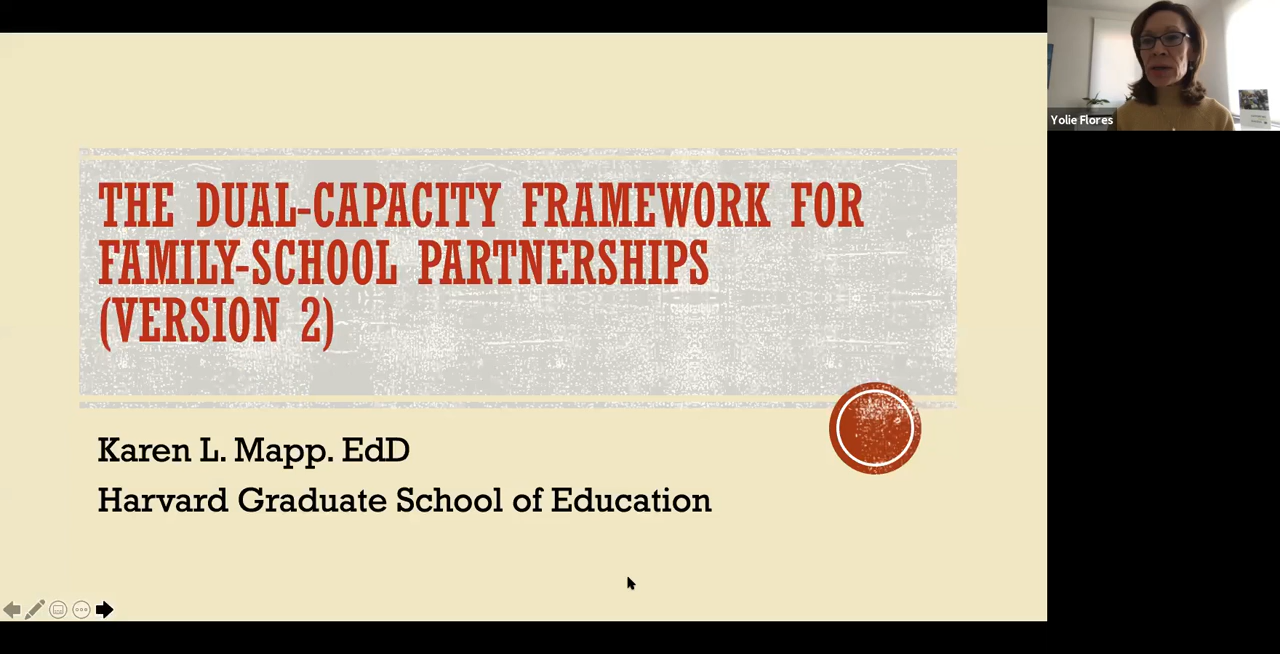 THE DUAL-CAPACITY FRAMEWORK FOR
FAMILY-SCHOOL PARTNERSHIPS
(VERSION 2)
Karen L. Mapp. EdD
Harvard Graduate School of Education
Yolie Flores